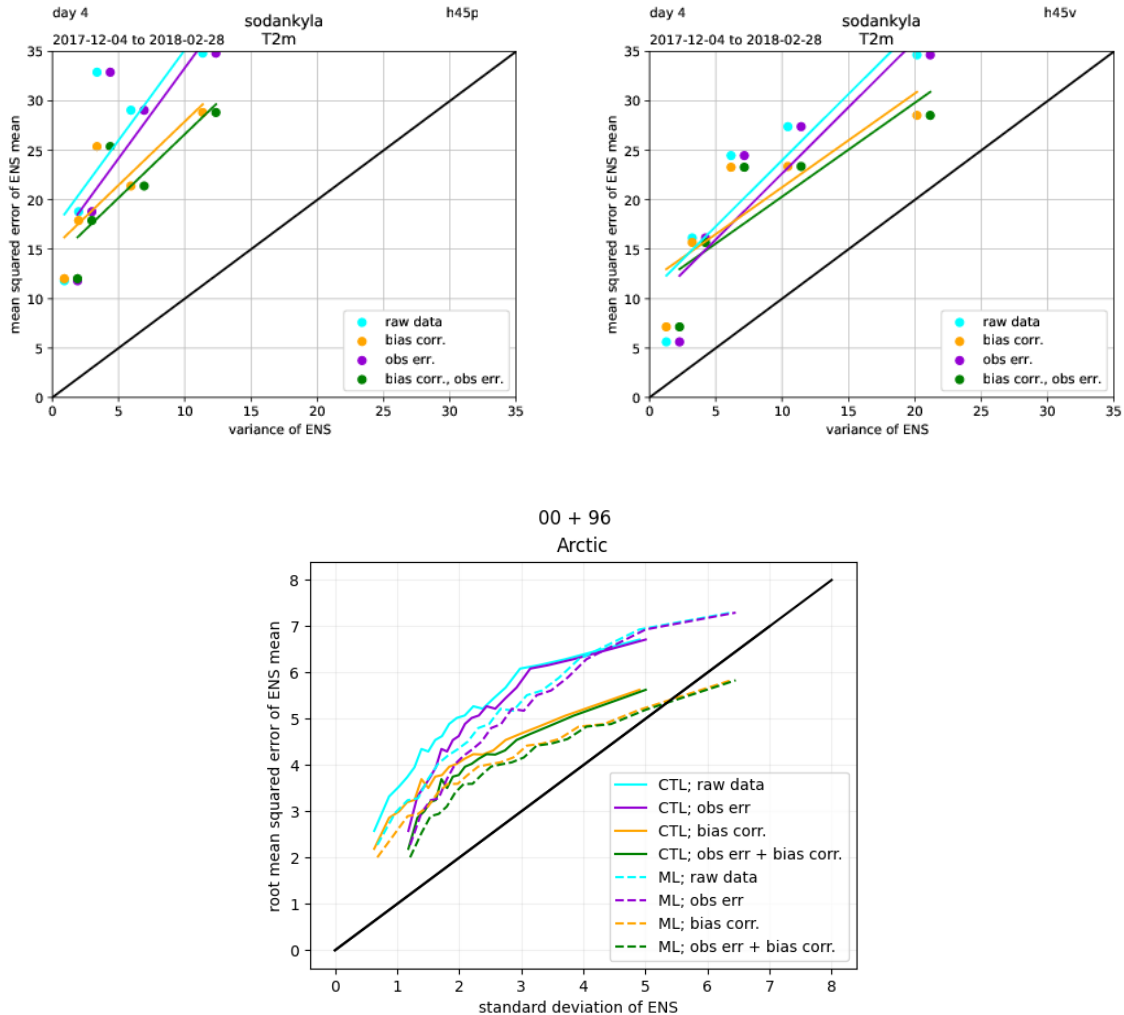 day 4
h45p
sodankyla
2017-12-04 to 2018-02-28
T2m
35
30
25
20
15
10
5
0
mean squared error of ENS mean
raw data
bias corr.
obs err.
bias corr., obs err.
0
5
10
15
20
25
30
35
variance of ENS
day 4
h45v
sodankyla
2017-12-04 to 2018-02-28
T2m
35
30
25
20
15
10
5
0
mean squared error of ENS mean
raw data
bias corr.
obs err.
bias corr., obs err.
0
5
10
15
20
25
30
35
variance of ENS
00 + 96
Arctic
8
7
6
5
4
3
2
1
0
root mean squared error of ENS mean
CTL; raw data
CTL; obs err
CTL; bias corr.
CTL; obs err + bias corr.
ML; raw data
ML; obs err
ML; bias corr.
ML; obs err + bias corr.
0
1
2
3
4
5
6
7
8
standard deviation of ENS